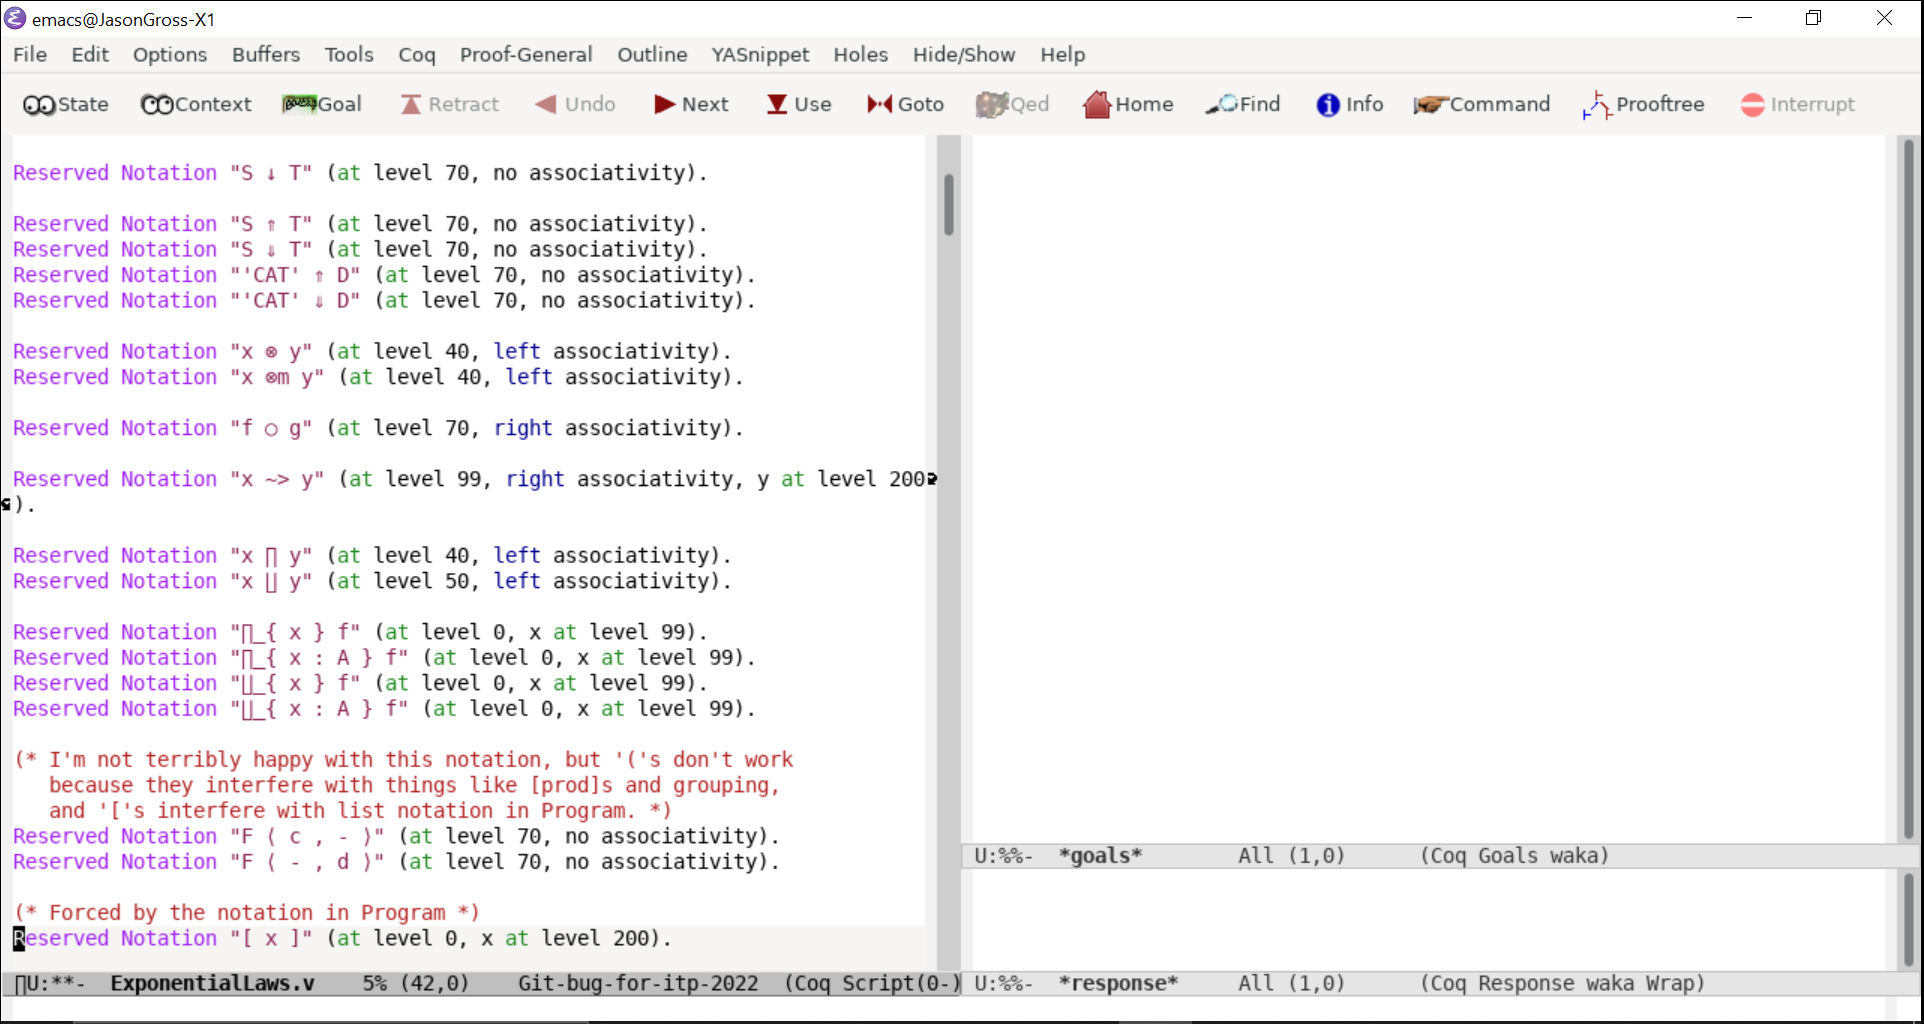 emacs@JasonGross-X1
File Edit Options Buffers Tools Coq Proof-General Outline YASnippet Holes Hide/Show Help
State Context Goal Retract Undo Next Use Goto Qed Home Find Info Command Prooftree Interrupt
Reserved Notation "S ↓ T" (at level 70, no associativity).
Reserved Notation "S ⇑ T" (at level 70, no associativity).
Reserved Notation "S ⇓ T" (at level 70, no associativity).
Reserved Notation "'CAT' ⇑ D" (at level 70, no associativity).
Reserved Notation "'CAT' ⇓ D" (at level 70, no associativity).
Reserved Notation "x ⊗ y" (at level 40, left associativity).
Reserved Notation "x ⊗m y" (at level 40, left associativity).
Reserved Notation "f ○ g" (at level 70, right associativity).
Reserved Notation "x ~> y" (at level 99, right associativity, y at level 200
).
Reserved Notation "x ∏ y" (at level 40, left associativity).
Reserved Notation "x ∐ y" (at level 50, left associativity).
Reserved Notation "∏_{ x } f" (at level 0, x at level 99).
Reserved Notation "∏_{ x : A } f" (at level 0, x at level 99).
Reserved Notation "∐_{ x } f" (at level 0, x at level 99).
Reserved Notation "∐_{ x : A } f" (at level 0, x at level 99).
(* I'm not terribly happy with this notation, but '('s don't work
because they interfere with things like [prod]s and grouping,
and '['s interfere with list notation in Program. *)
Reserved Notation "F ⟨ c , - ⟩" (at level 70, no associativity).
Reserved Notation "F ⟨ - , d ⟩" (at level 70, no associativity).
(* Forced by the notation in Program *)
Reserved Notation "[ x ]" (at level 0, x at level 200).
∏U:**- ExponentialLaws.v 5% (42,0) Git-bug-for-itp-2022 (Coq Script(0-)
U:%%- *goals* All (1,0) (Coq Goals waka)
U:%%- *response* All (1,0) (Coq Response waka Wrap)